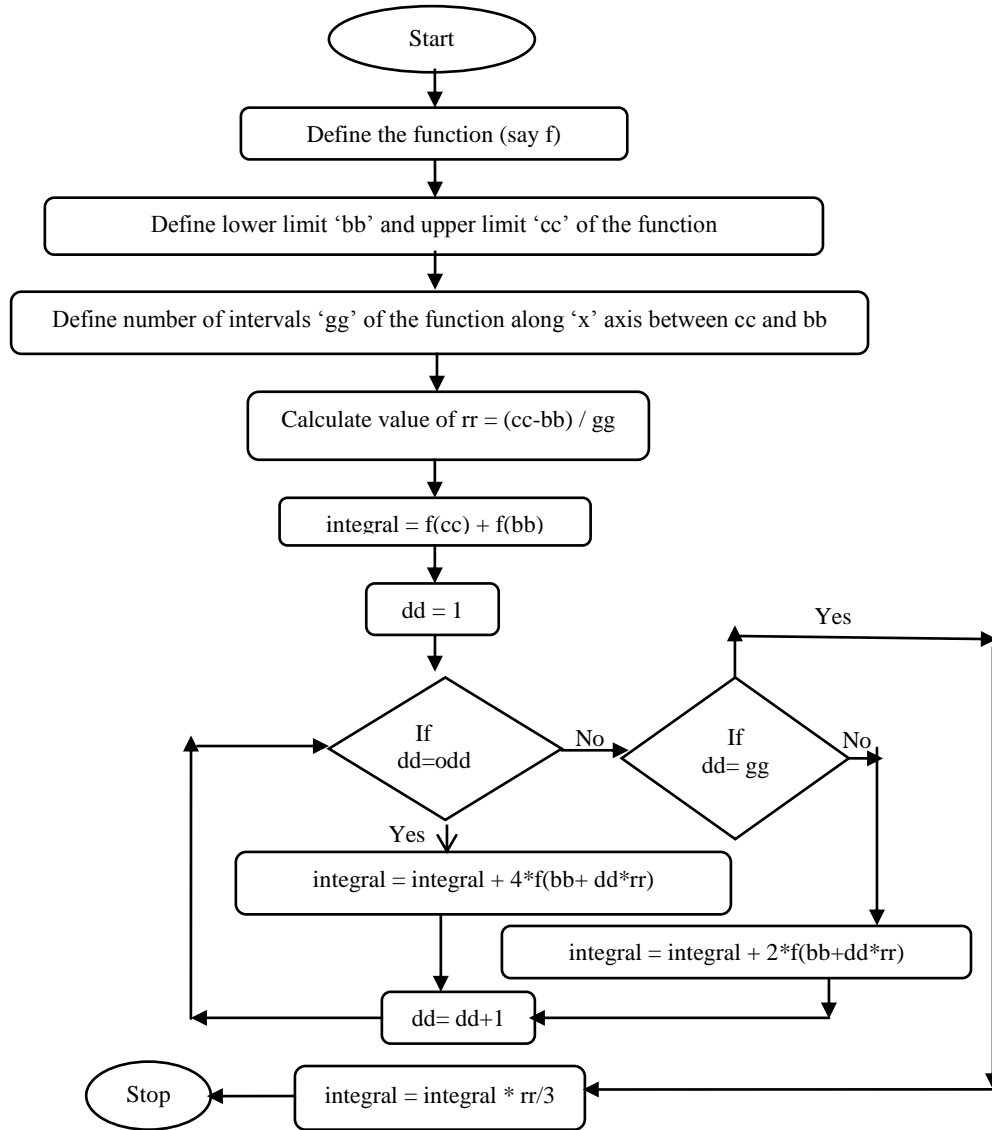 Start
Define the function (say f)
Define lower limit ‘bb’ and upper limit ‘cc’ of the function
Define number of intervals ‘gg’ of the function along ‘x’ axis between cc and bb
Calculate value of rr = (cc-bb) / gg
integral = f(cc) + f(bb)
dd = 1
Yes
If
dd=odd
No
If
dd= gg
No
Yes
integral = integral + 4*f(bb+ dd*rr)
integral = integral + 2*f(bb+dd*rr)
dd= dd+1
Stop
integral = integral * rr/3